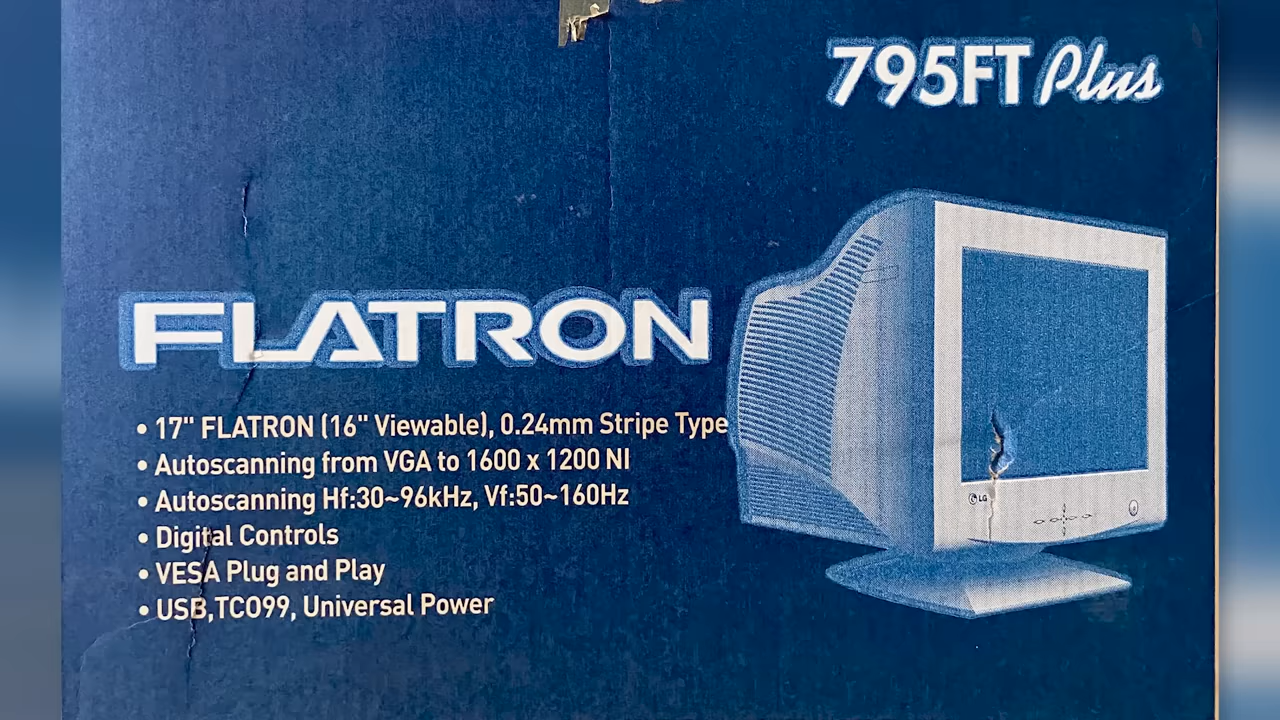 795FT Plus
FLATRON
• 17" FLATRON (16" Viewable), 0.24mm Stripe Type
• Autoscanning from VGA to 1600 x 1200 NI
• Autoscanning Hf:30~96kHz, Vf:50~160Hz
• Digital Controls
• VESA Plug and Play
• USB,TCO99, Universal Power
LG